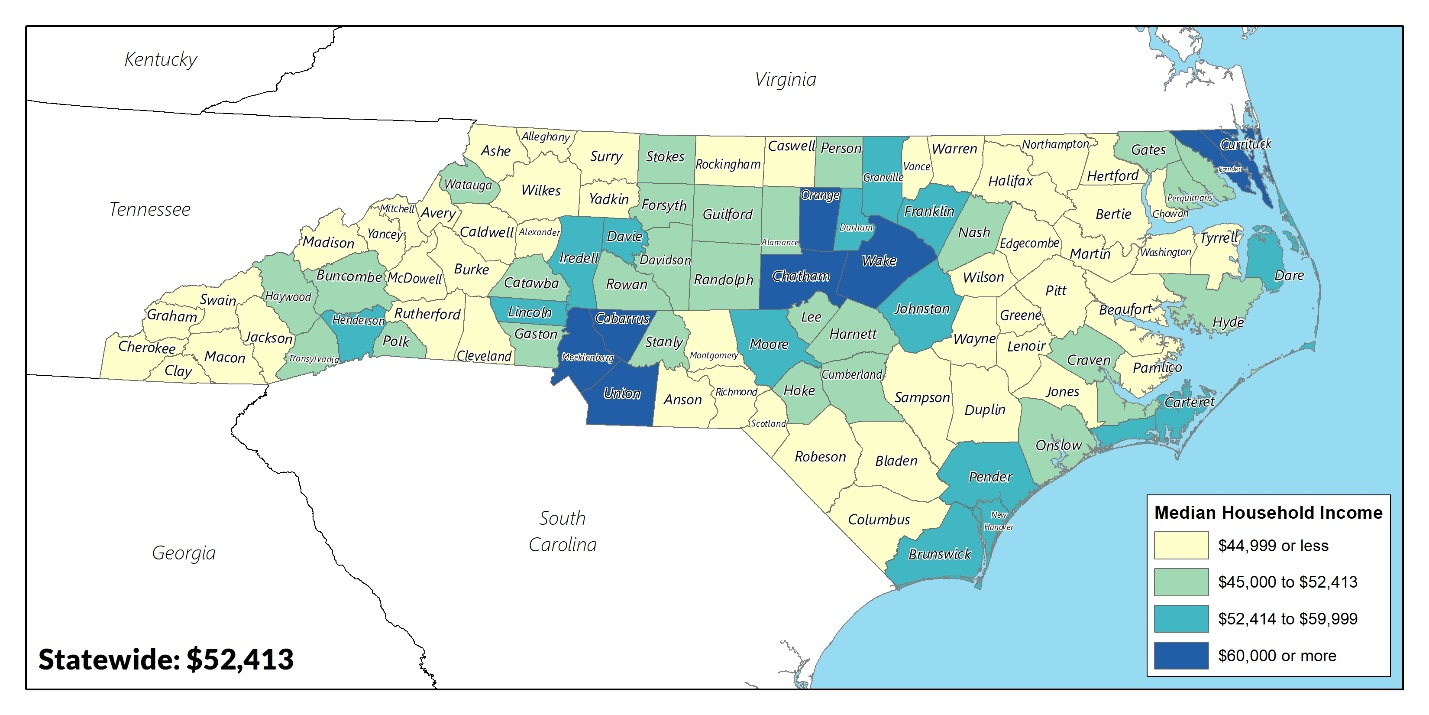 Kentucky
Virginia
Tennessee
Georgia
South
Carolina
Alleghany
Ashe
Surry
Stokes
Rockingham
Caswell
Person
Granville
Vance
Warren
Northampton
Gates
Currituck
Camden
Watauga
Wilkes
Yadkin
Forsyth
Guilford
Alamance
Orange
Durham
Franklin
Halifax
Hertford
Perquimans
Chowan
Bertie
Mitchell
Avery
Yancey
Madison
Caldwell
Alexander
Iredell
Davie
Davidson
Randolph
Chatham
Wake
Nash
Edgecombe
Martin
Washington
Tyrrell
Dare
Swain
Haywood
Buncombe
McDowell
Burke
Catawba
Rowan
Johnston
Wilson
Pitt
Beaufort
Hyde
Graham
Cherokee
Clay
Macon
Jackson
Transylvania
Henderson
Polk
Rutherford
Cleveland
Lincoln
Gaston
Mecklenburg
Cabarrus
Stanly
Montgomery
Moore
Lee
Harnett
Wayne
Greene
Lenoir
Craven
Pamlico
Union
Anson
Richmond
Scotland
Hoke
Cumberland
Sampson
Duplin
Jones
Carteret
Onslow
Robeson
Bladen
Pender
Columbus
New
Hanover
Brunswick
Median Household Income
$44,999 or less
$45,000 to $52,413
$52,414 to $59,999
$60,000 or more
Statewide: $52,413